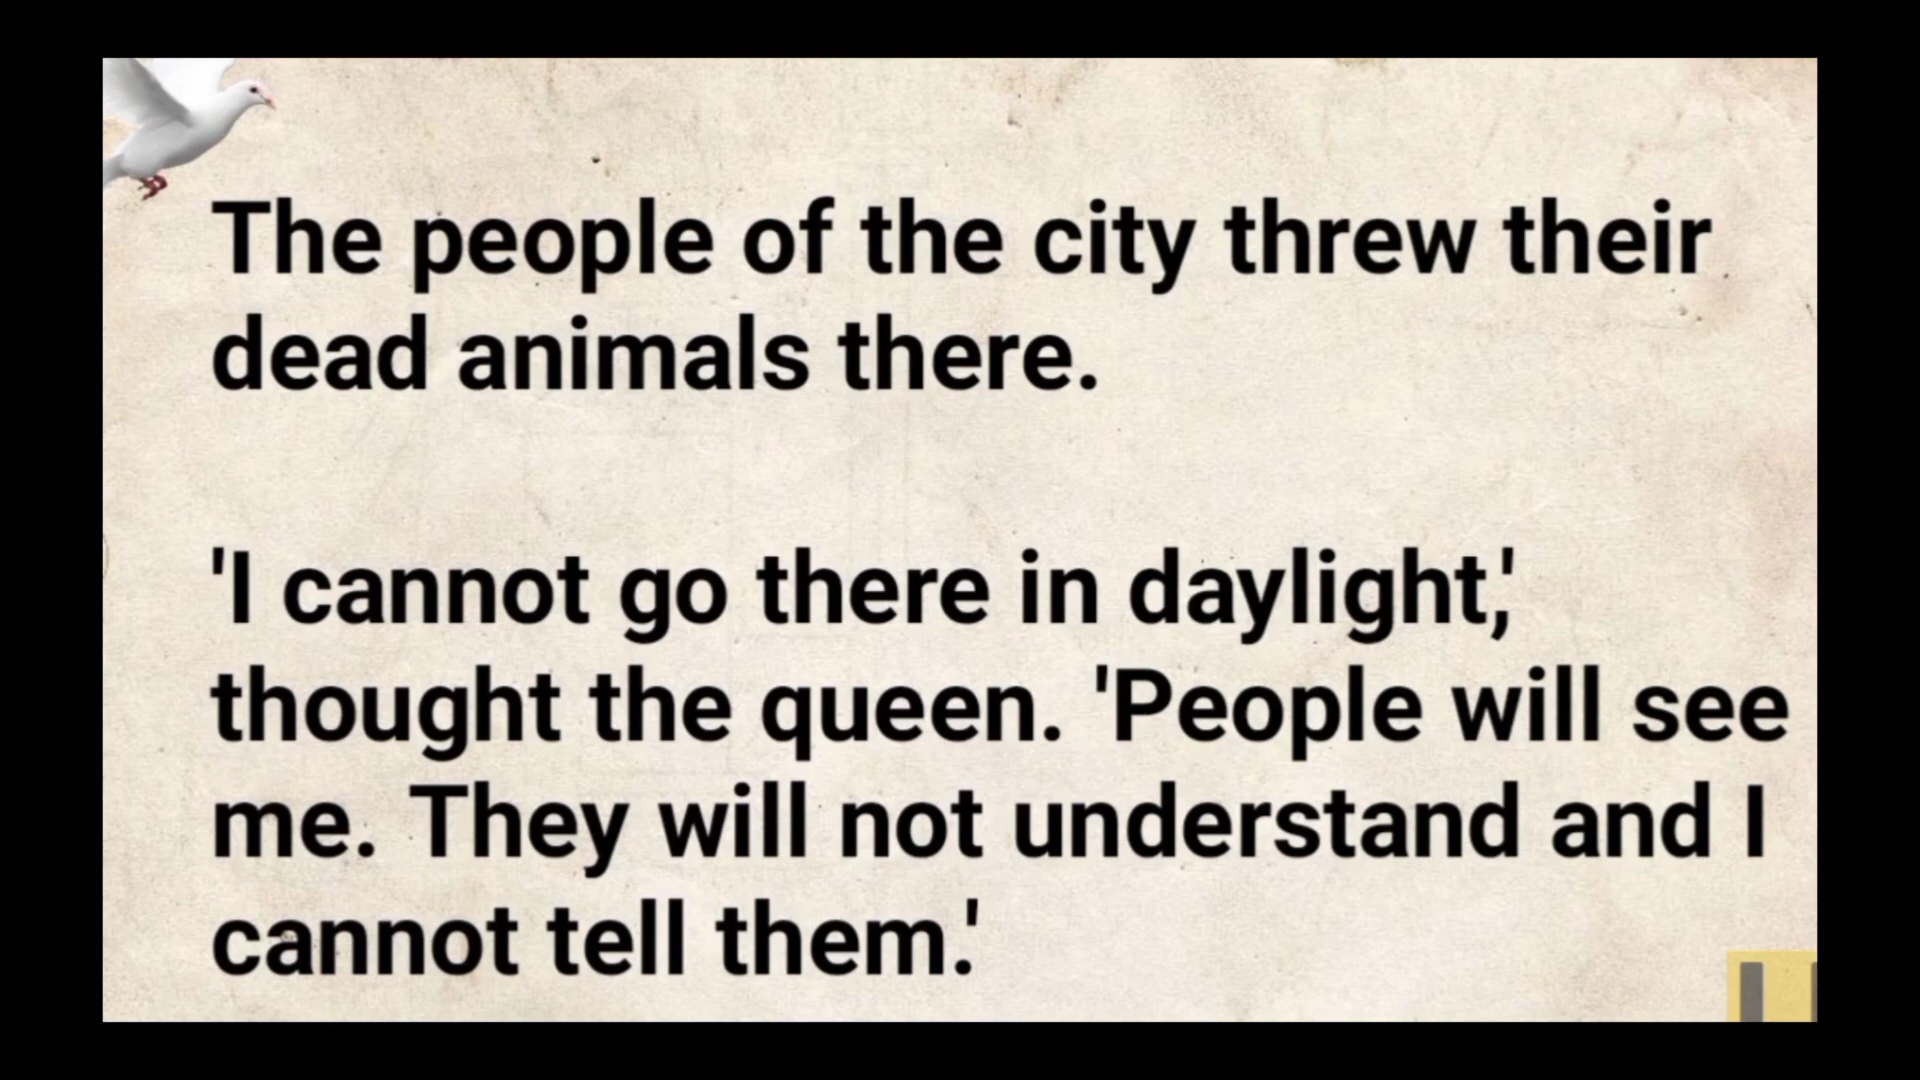 The people of the city threw their
dead animals there.
'I cannot go there in daylight,'
thought the queen. 'People will see
me. They will not understand and I
cannot tell them.'